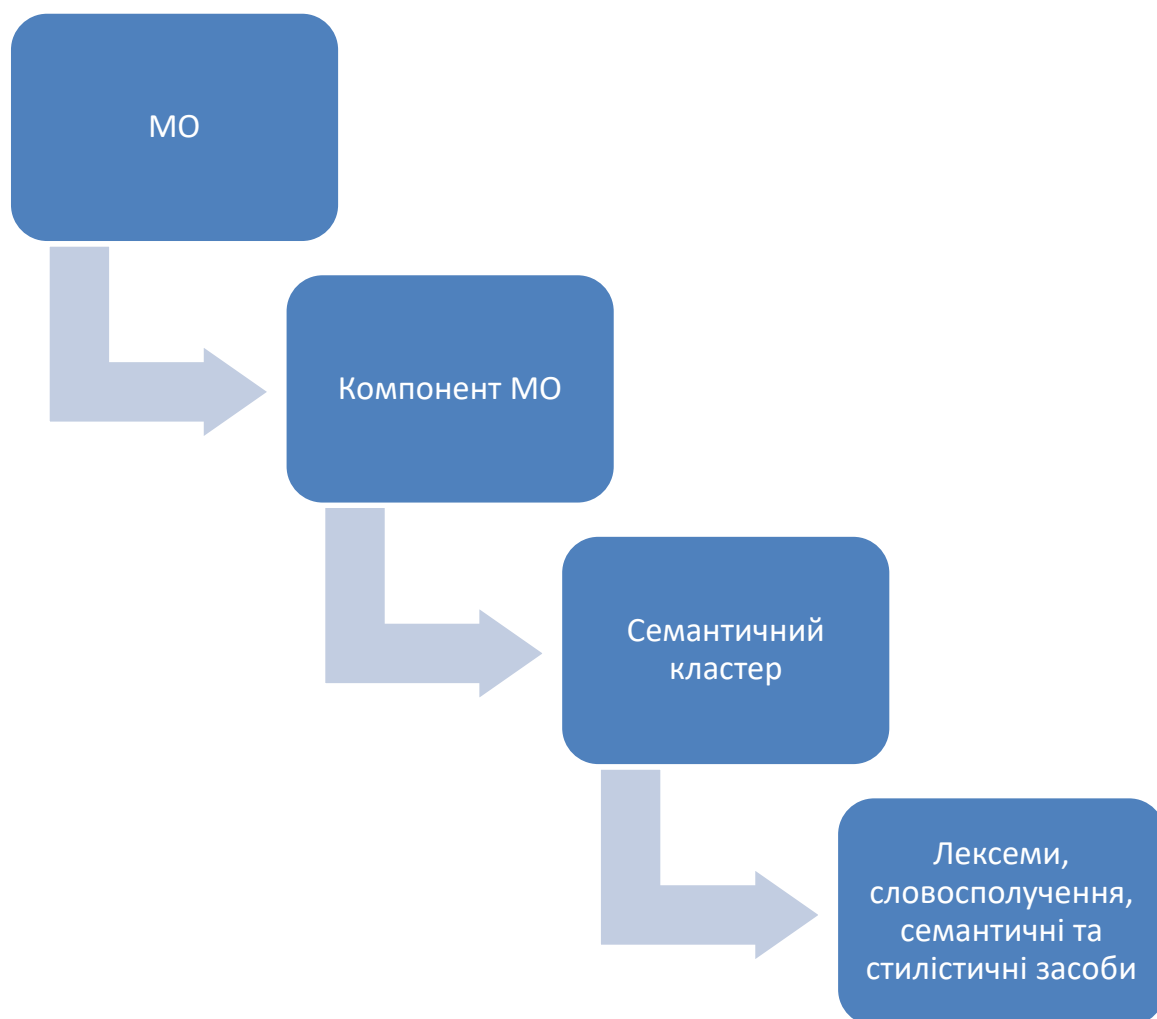 МО
Компонент МО
Семантичний
кластер
Лексеми,
словосполучення,
семантичні та
стилістичні засоби